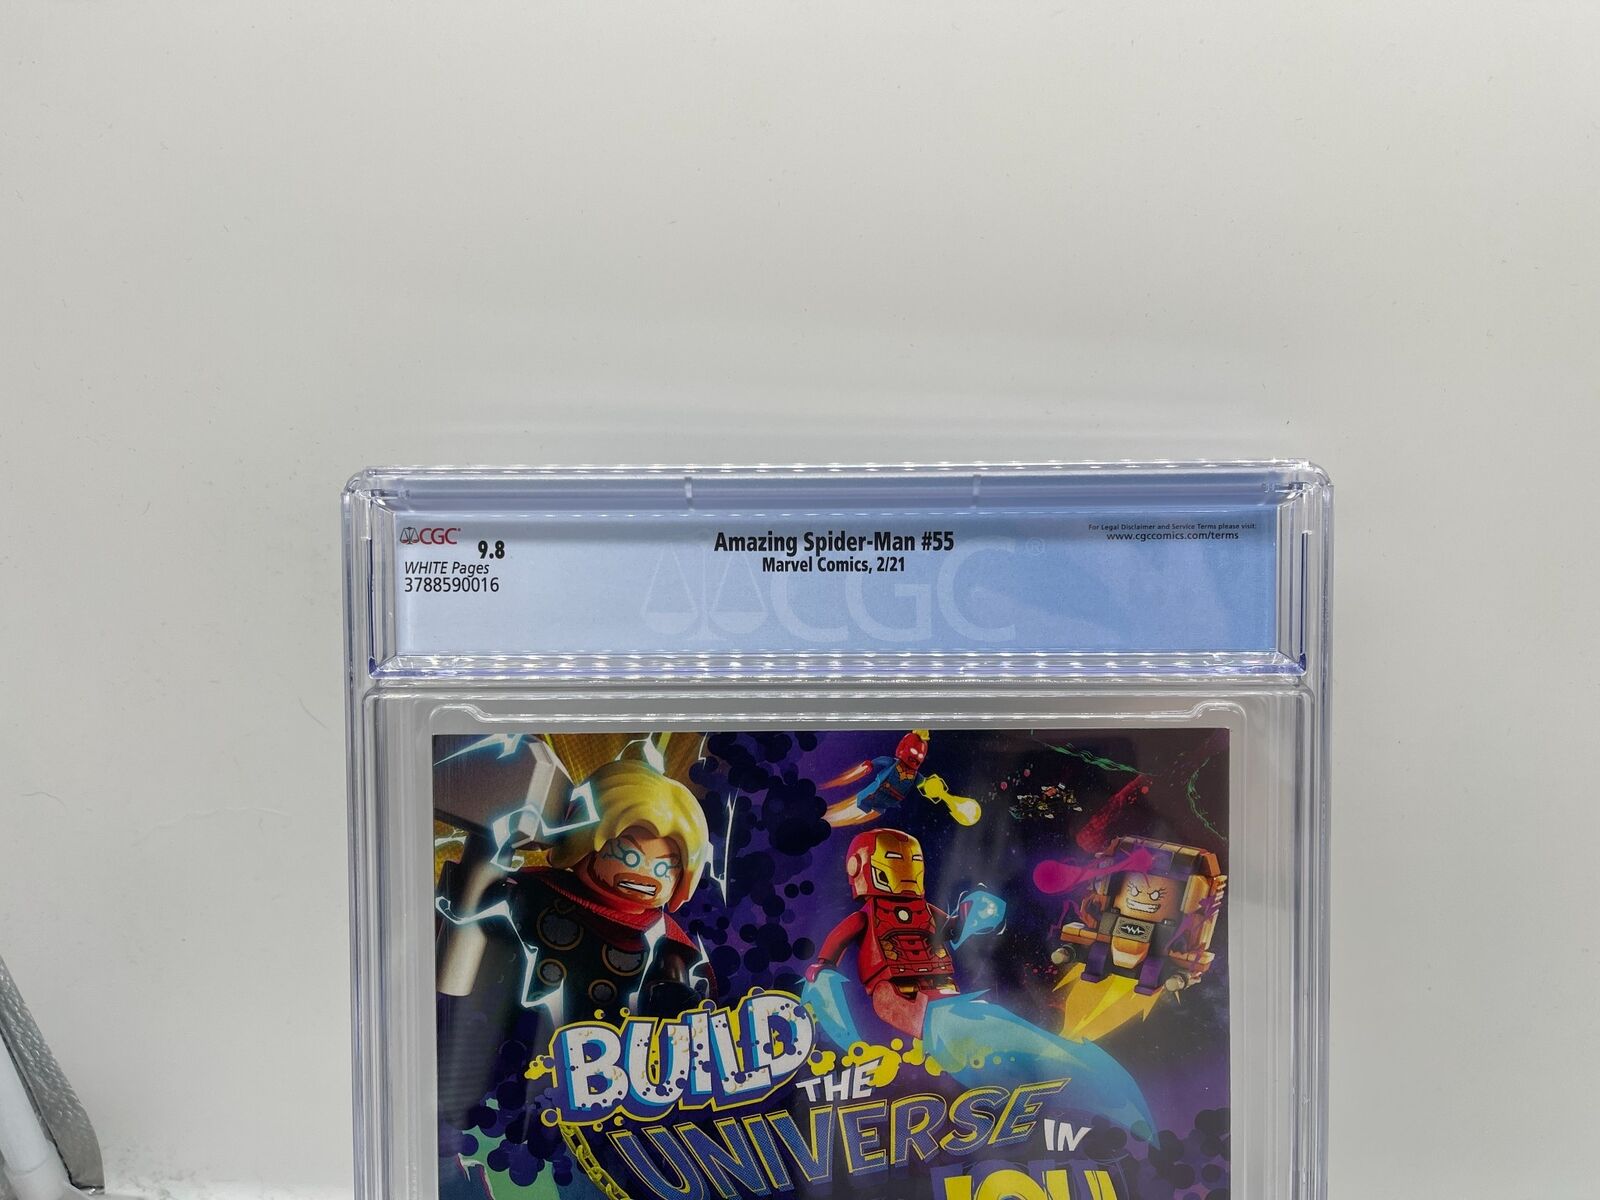 CGC 9.8
WHITE Pages
3788590016
Amazing Spider-Man #55
Marvel Comics, 2/21
For Legal Disclaimer and Service Terms please visit:
www.cgccomics.com/terms
CGC®
BUILD
THE
UNIVERSE IN
YOU